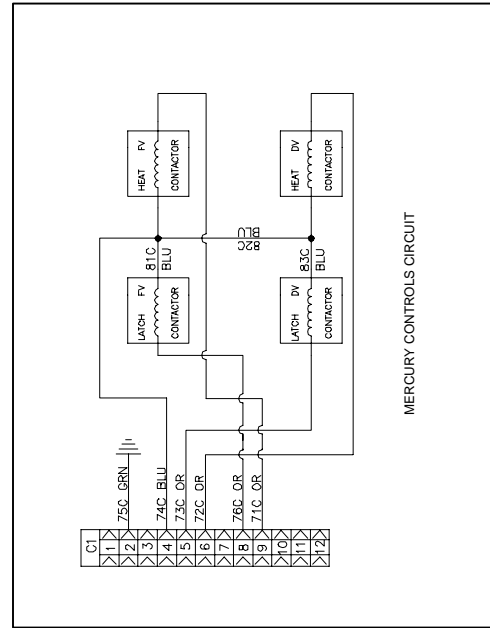 HEAT FV
CONTACTOR
HEAT DV
CONTACTOR
81C
BLU
82C
BLU
83C
BLU
LATCH FV
CONTACTOR
LATCH DV
CONTACTOR
75C GRN
74C BLU
73C OR
72C OR
76C OR
71C OR
C1
1
2
3
4
5
6
7
8
9
10
11
12
MERCURY CONTROLS CIRCUIT